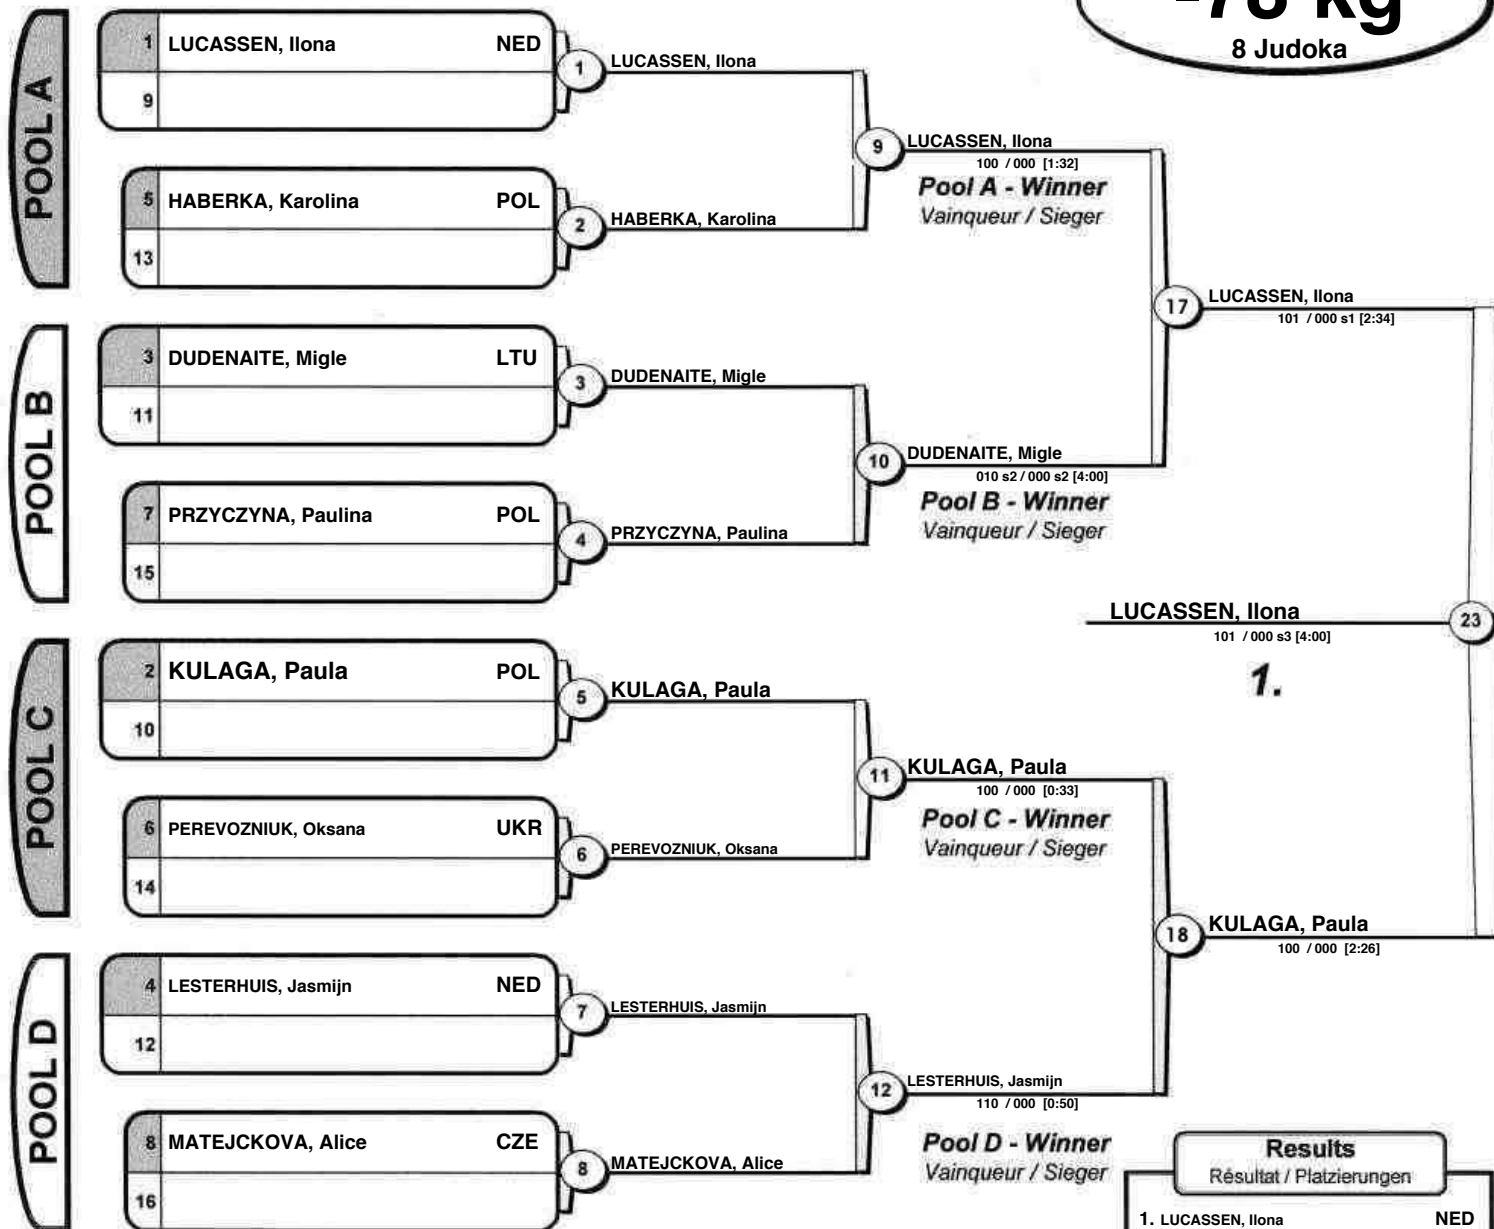 -78 kg
8 Judoka
POOL A
1 LUCASSEN, Ilona NED
9
1 LUCASSEN, Ilona
5 HABERKA, Karolina POL
13
2 HABERKA, Karolina
9 LUCASSEN, Ilona
100 / 000 [1:32]
Pool A - Winner
Vainqueur / Sieger
POOL B
3 DUDENAITE, Migle LTU
11
3 DUDENAITE, Migle
7 PRZYCZYNA, Paulina POL
15
4 PRZYCZYNA, Paulina
10 DUDENAITE, Migle
010 s2 / 000 s2 [4:00]
Pool B - Winner
Vainqueur / Sieger
17 LUCASSEN, Ilona
101 / 000 s1 [2:34]
LUCASSEN, Ilona 23
101 / 000 s3 [4:00]
1.
POOL C
2 KULAGA, Paula POL
10
5 KULAGA, Paula
6 PEREVOZNIUK, Oksana UKR
14
6 PEREVOZNIUK, Oksana
11 KULAGA, Paula
100 / 000 [0:33]
Pool C - Winner
Vainqueur / Sieger
18 KULAGA, Paula
100 / 000 [2:26]
POOL D
4 LESTERHUIS, Jasmijn NED
12
7 LESTERHUIS, Jasmijn
8 MATEJCKOVA, Alice CZE
16
8 MATEJCKOVA, Alice
12 LESTERHUIS, Jasmijn
110 / 000 [0:50]
Pool D - Winner
Vainqueur / Sieger
Results
Résultat / Platzierungen
1. LUCASSEN, Ilona NED